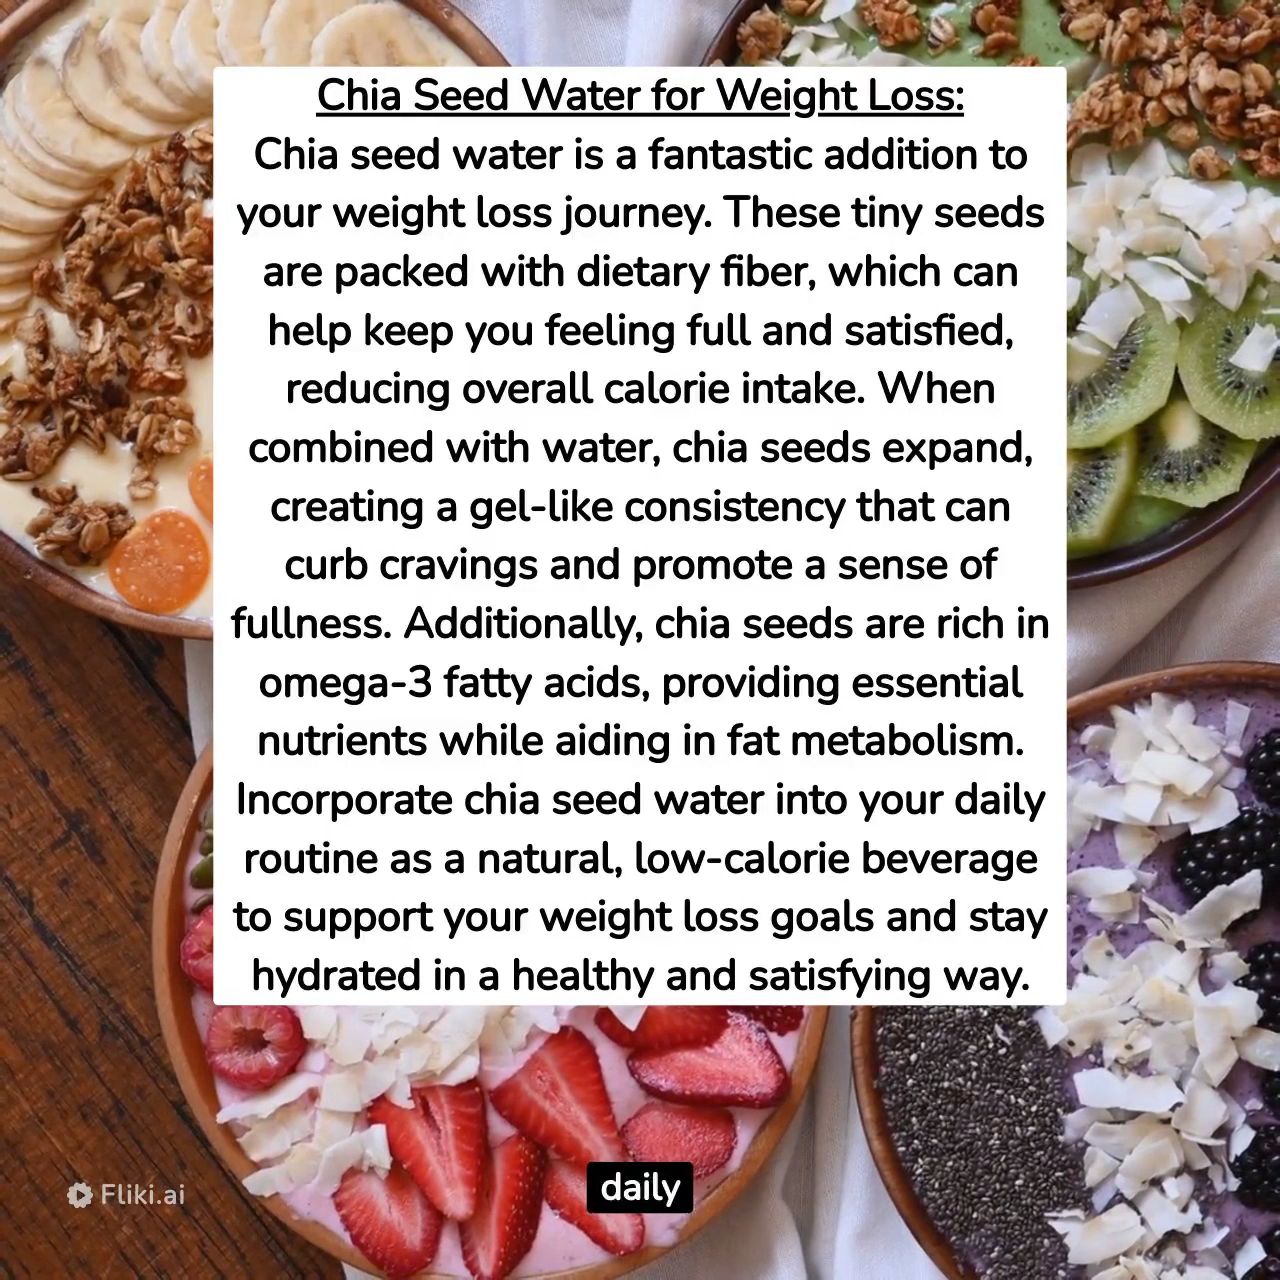 Chia Seed Water for Weight Loss:
Chia seed water is a fantastic addition to
your weight loss journey. These tiny seeds
are packed with dietary fiber, which can
help keep you feeling full and satisfied,
reducing overall calorie intake. When
combined with water, chia seeds expand,
creating a gel-like consistency that can
curb cravings and promote a sense of
fullness. Additionally, chia seeds are rich in
omega-3 fatty acids, providing essential
nutrients while aiding in fat metabolism.
Incorporate chia seed water into your daily
routine as a natural, low-calorie beverage
to support your weight loss goals and stay
hydrated in a healthy and satisfying way.
daily
Fliki.ai